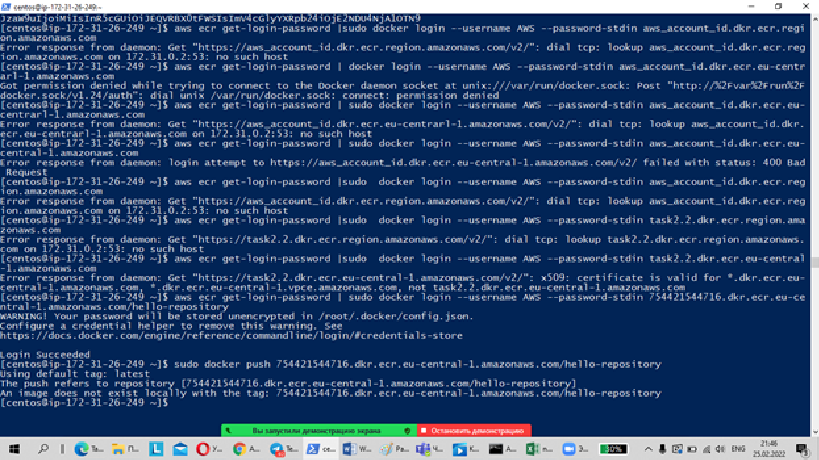 centos@ip-172-31-26-249:~
[centos@ip-172-31-26-249 ~]$ aws ecr get-login-password |sudo docker login --username AWS --password-stdin aws_account_id.dkr.ecr.regi
on.amazonaws.com
Error response from daemon: Get "https://aws_account_id.dkr.ecr.region.amazonaws.com/v2/": dial tcp: lookup aws_account_id.dkr.ecr.reg
ion.amazonaws.com on 172.31.0.2:53: no such host
[centos@ip-172-31-26-249 ~]$ aws ecr get-login-password | docker login --username AWS --password-stdin aws_account_id.dkr.ecr.eu-centr
arl-1.amazonaws.com
Got permission denied while trying to connect to the Docker daemon socket at unix:///var/run/docker.sock: Post "http://%2Fvar%2Frun%2F
docker.sock/v1.24/auth": dial unix /var/run/docker.sock: connect: permission denied
[centos@ip-172-31-26-249 ~]$ aws ecr get-login-password | sudo docker login --username AWS --password-stdin aws_account_id.dkr.ecr.eu-
centrarl-1.amazonaws.com
Error response from daemon: Get "https://aws_account_id.dkr.ecr.eu-centrarl-1.amazonaws.com/v2/": dial tcp: lookup aws_account_id.dkr.
ecr.eu-centrarl-1.amazonaws.com on 172.31.0.2:53: no such host
[centos@ip-172-31-26-249 ~]$ aws ecr get-login-password | sudo docker login --username AWS --password-stdin aws_account_id.dkr.ecr.eu-
central-1.amazonaws.com
Error response from daemon: login attempt to https://aws_account_id.dkr.ecr.eu-central-1.amazonaws.com/v2/ failed with status: 400 Bad
Request
[centos@ip-172-31-26-249 ~]$ aws ecr get-login-password |sudo  docker login --username AWS --password-stdin aws_account_id.dkr.ecr.reg
ion.amazonaws.com
Error response from daemon: Get "https://aws_account_id.dkr.ecr.region.amazonaws.com/v2/": dial tcp: lookup aws_account_id.dkr.ecr.reg
ion.amazonaws.com on 172.31.0.2:53: no such host
[centos@ip-172-31-26-249 ~]$ aws ecr get-login-password |sudo  docker login --username AWS --password-stdin task2.2.dkr.ecr.region.ama
zonaws.com
Error response from daemon: Get "https://task2.2.dkr.ecr.region.amazonaws.com/v2/": dial tcp: lookup task2.2.dkr.ecr.region.amazonaws.
com on 172.31.0.2:53: no such host
[centos@ip-172-31-26-249 ~]$ aws ecr get-login-password |sudo  docker login --username AWS --password-stdin task2.2.dkr.ecr.eu-central
-1.amazonaws.com
Error response from daemon: Get "https://task2.2.dkr.ecr.eu-central-1.amazonaws.com/v2/": x509: certificate is valid for *.dkr.ecr.eu-
central-1.amazonaws.com, *.dkr.ecr.eu-central-1.vpce.amazonaws.com, not task2.2.dkr.ecr.eu-central-1.amazonaws.com
[centos@ip-172-31-26-249 ~]$ aws ecr get-login-password | sudo docker login --username AWS --password-stdin 754421544716.dkr.ecr.eu-ce
ntral-1.amazonaws.com/hello-repository
WARNING! Your password will be stored unencrypted in /root/.docker/config.json.
Configure a credential helper to remove this warning. See
https://docs.docker.com/engine/reference/commandline/login/#credentials-store
Login Succeeded
[centos@ip-172-31-26-249 ~]$ sudo docker push 754421544716.dkr.ecr.eu-central-1.amazonaws.com/hello-repository
Using default tag: latest
The push refers to repository [754421544716.dkr.ecr.eu-central-1.amazonaws.com/hello-repository]
An image does not exist locally with the tag: 754421544716.dkr.ecr.eu-central-1.amazonaws.com/hello-repository
[centos@ip-172-31-26-249 ~]$
Вы запустили демонстрацию экрана
Остановить демонстрацию
30%
ENG
21:46
25.02.2022